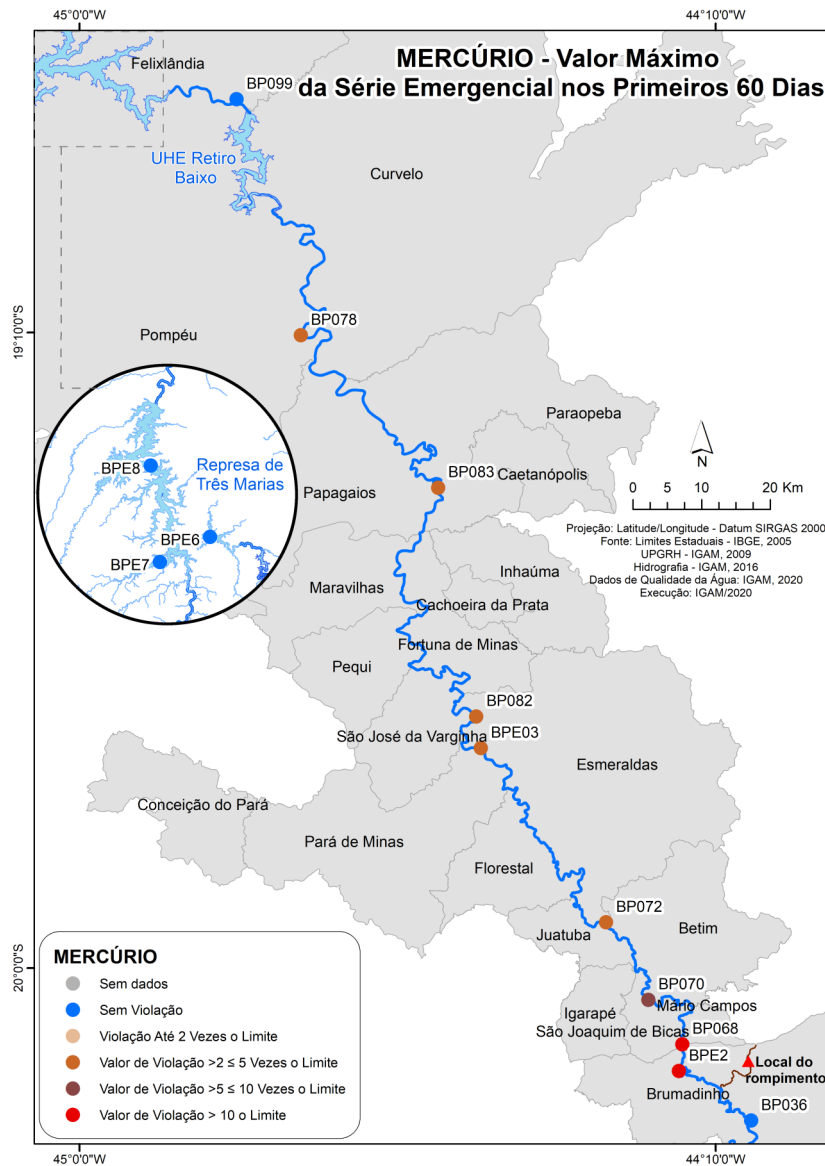 45°0'0"W
44°10'0"W
MERCÚRIO - Valor Máximo
da Série Emergencial nos Primeiros 60 Dias
Felixlândia
BP099
UHE Retiro
Baixo
Curvelo
BP078
19°10'0"S
Pompéu
Paraopeba
BPE8
Represa de
Três Marias
BPE6
BPE7
BP083
Caetanópolis
Papagaios
N
0 5 10 20 Km
Projeção: Latitude/Longitude - Datum SIRGAS 2000
Fonte: Limites Estaduais - IBGE, 2005
UPGRH - IGAM, 2009
Hidrografia - IGAM, 2016
Dados de Qualidade da Água: IGAM, 2020
Execução: IGAM/2020
Inhaúma
Maravilhas
Cachoeira da Prata
Fortuna de Minas
Pequi
BP082
São José da Varginha
BPE03
Esmeraldas
Conceição do Pará
Pará de Minas
Florestal
BP072
Juatuba
Betim
20°0'0"S
BP070
Mário Campos
Igarapé
São Joaquim de Bicas
BP068
BPE2
Local do
rompimento
Brumadinho
BP036
MERCÚRIO
Sem dados
Sem Violação
Violação Até 2 Vezes o Limite
Valor de Violação >2 ≤ 5 Vezes o Limite
Valor de Violação >5 ≤ 10 Vezes o Limite
Valor de Violação > 10 o Limite
45°0'0"W
44°10'0"W